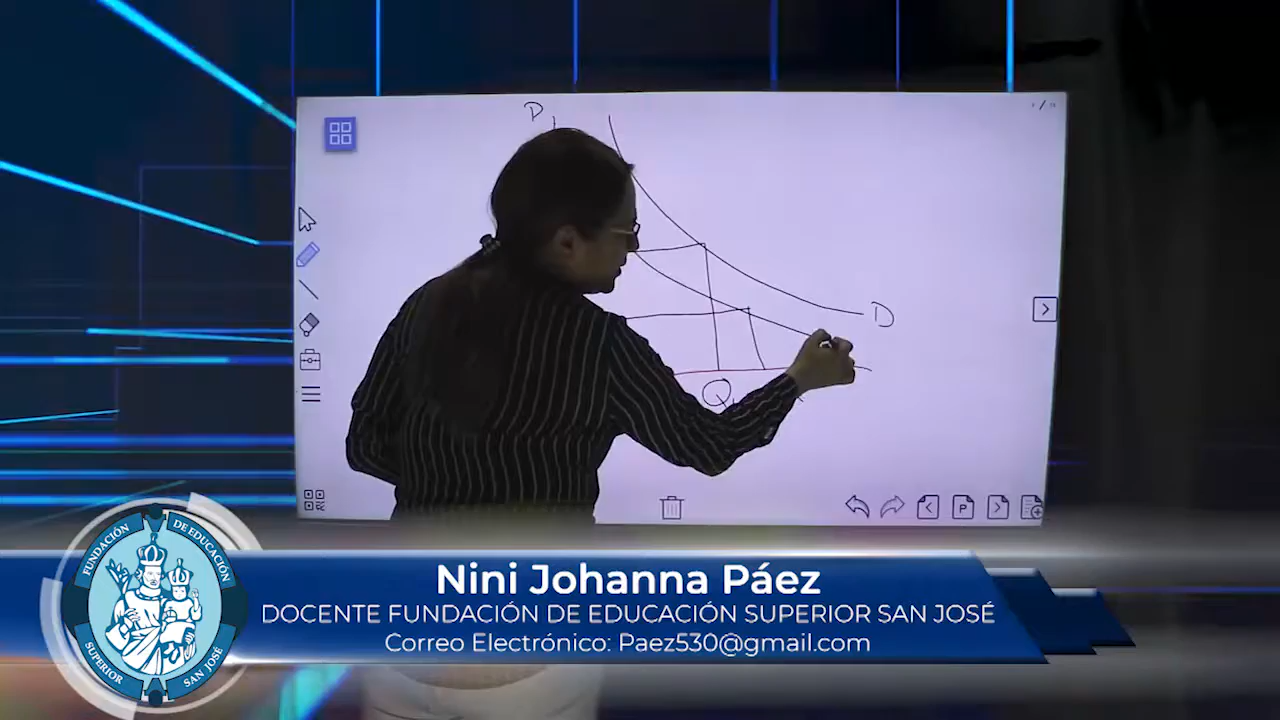 P
D
Q
P
Nini Johanna Páez
DOCENTE FUNDACIÓN DE EDUCACIÓN SUPERIOR SAN JOSÉ
Correo Electrónico: Paez530@gmail.com
FUNDACIÓN DE EDUCACIÓN
SUPERIOR SAN JOSÉ